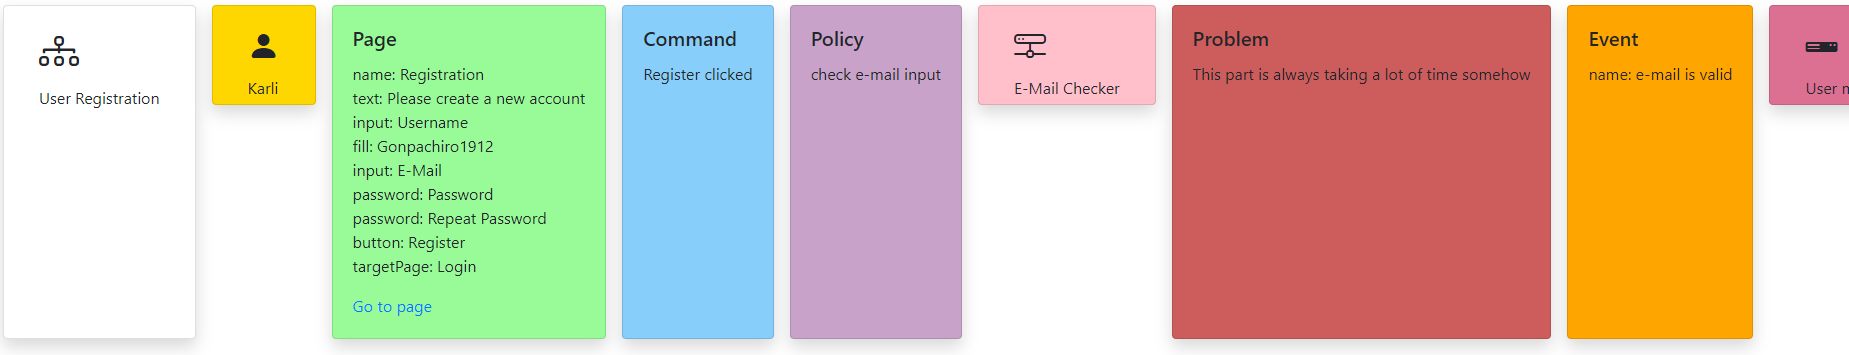 User Registration
Karli
Page
name: Registration
text: Please create a new account
input: Username
fill: Gonpachiro1912
input: E-Mail
password: Password
password: Repeat Password
button: Register
targetPage: Login
Go to page
Command
Register clicked
Policy
check e-mail input
E-Mail Checker
Problem
This part is always taking a lot of time somehow
Event
name: e-mail is valid
User